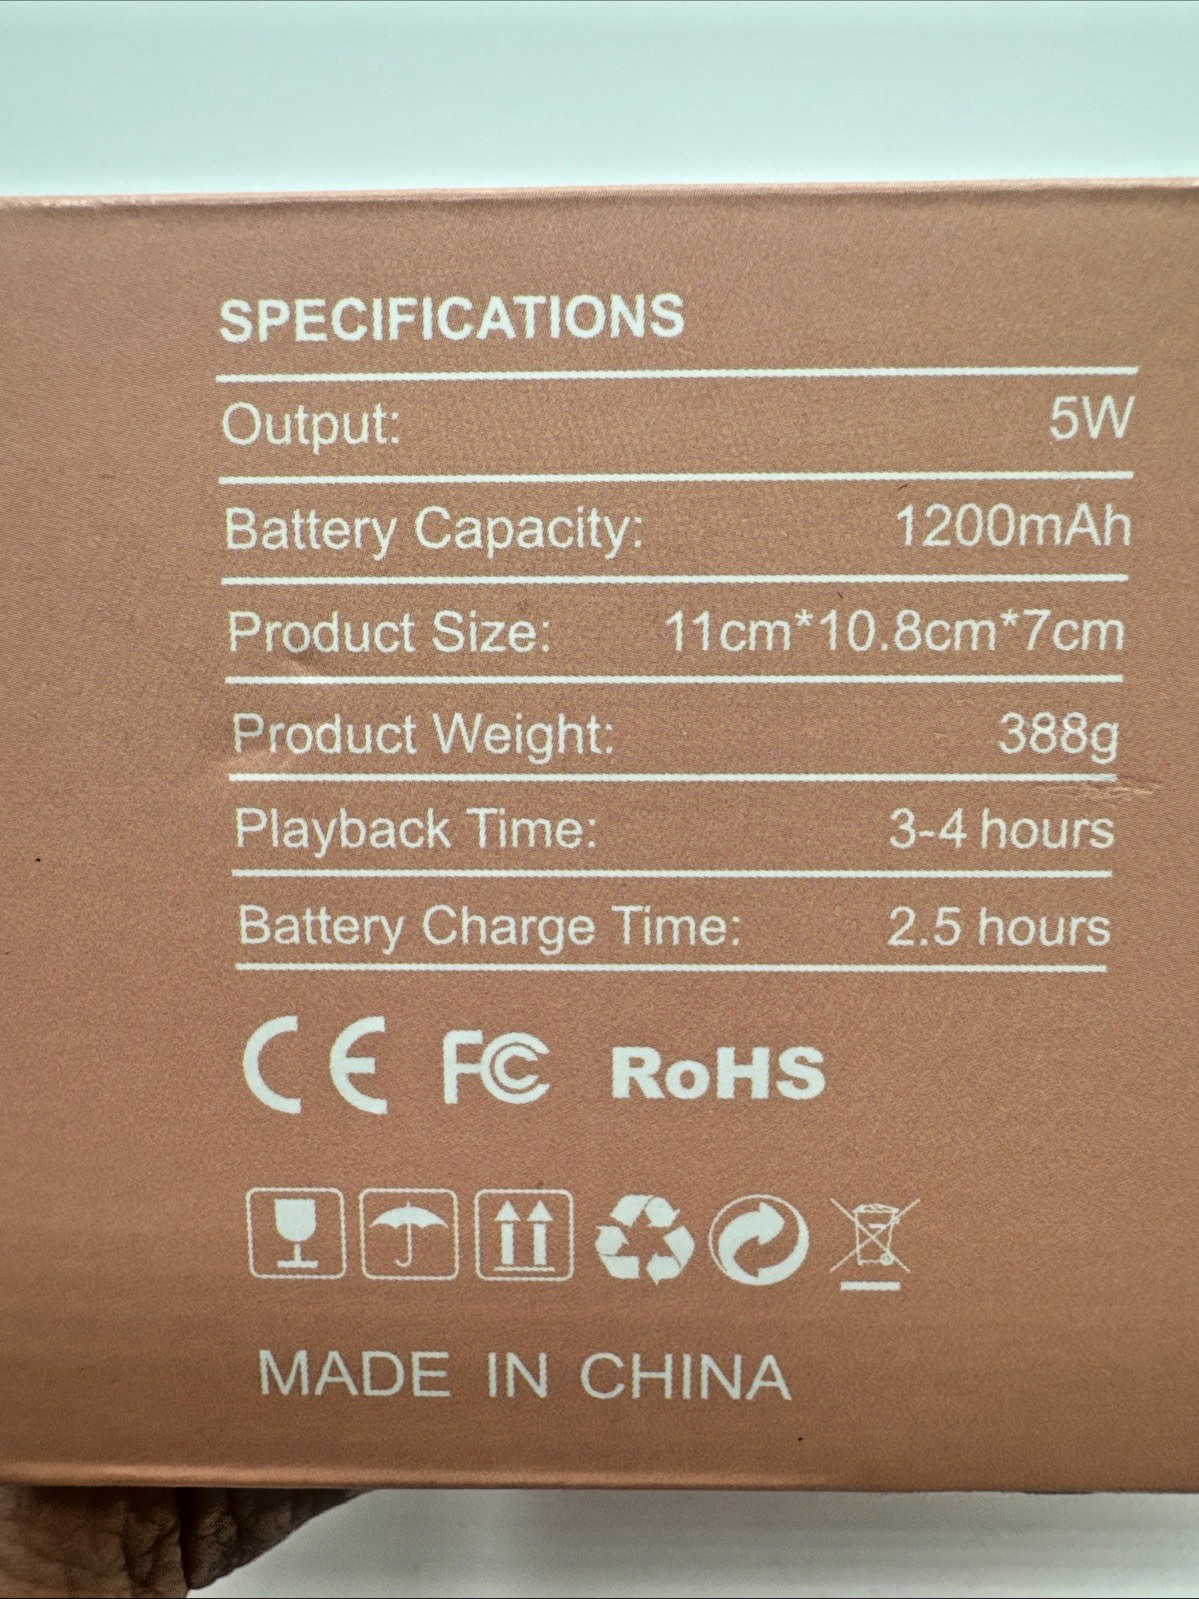 SPECIFICATIONS
Output: 5W
Battery Capacity: 1200mAh
Product Size: 11cm*10.8cm*7cm
Product Weight: 388g
Playback Time: 3-4 hours
Battery Charge Time: 2.5 hours
CE FC RoHS
MADE IN CHINA